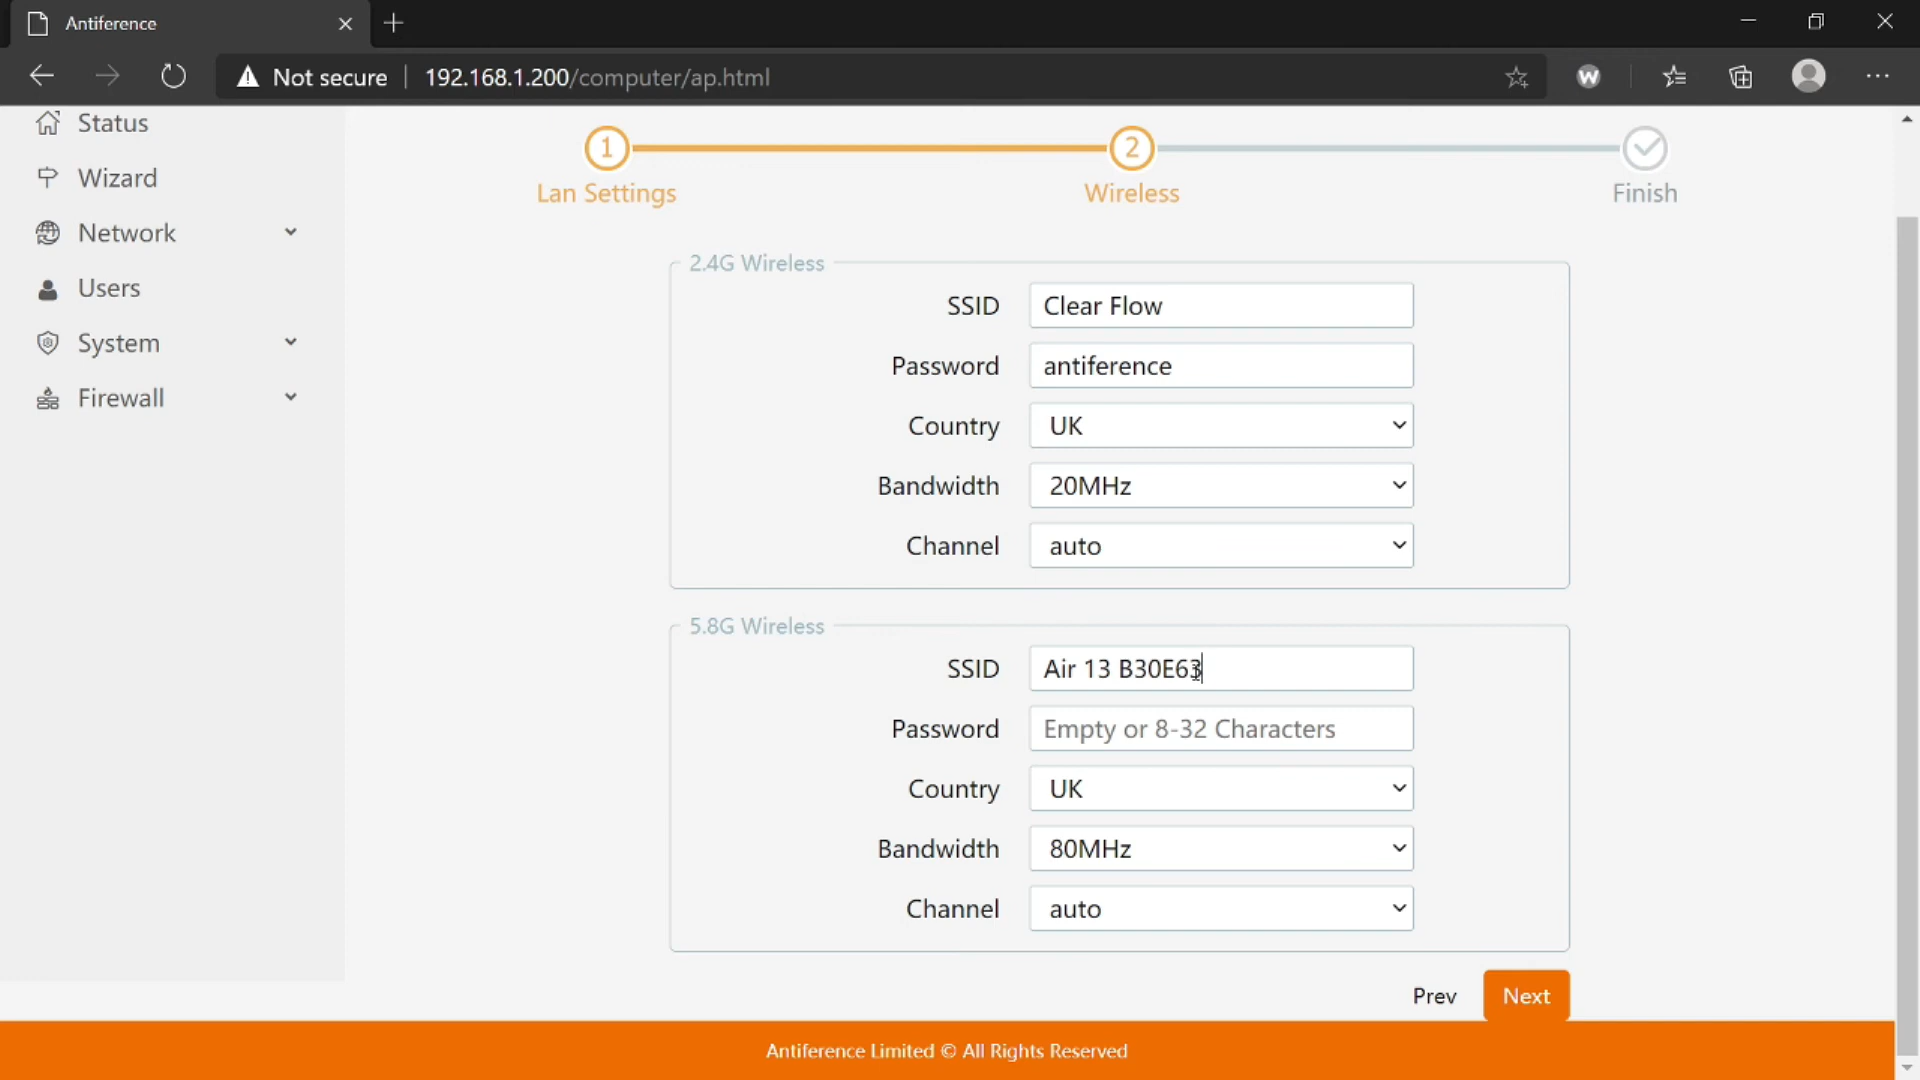 Antiference
Not secure 192.168.1.200/computer/ap.html
W
Status
Wizard
Network
Users
System
Firewall
1 2
Lan Settings Wireless Finish
2.4G Wireless
SSID Clear Flow
Password antiference
Country UK
Bandwidth 20MHz
Channel auto
5.8G Wireless
SSID Air 13 B30E63
Password Empty or 8-32 Characters
Country UK
Bandwidth 80MHz
Channel auto
Prev Next
Antiference Limited © All Rights Reserved